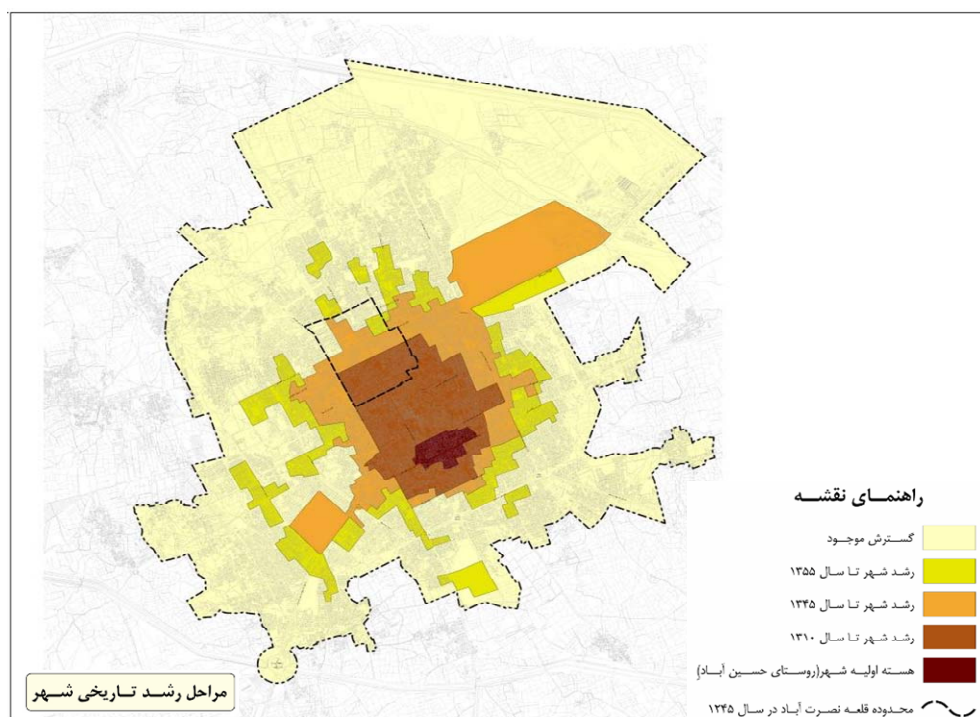 راهنمای نقشه
گسترش موجود
رشد شهر تا سال ۱۳۵۵
رشد شهر تا سال ۱۳۴۵
رشد شهر تا سال ۱۳۱۰
هسته اولیه شهر(روستای حسین آباد)
محدوده قلعه نصرت آباد در سال ۱۲۴۵
مراحل رشد تاریخی شهر